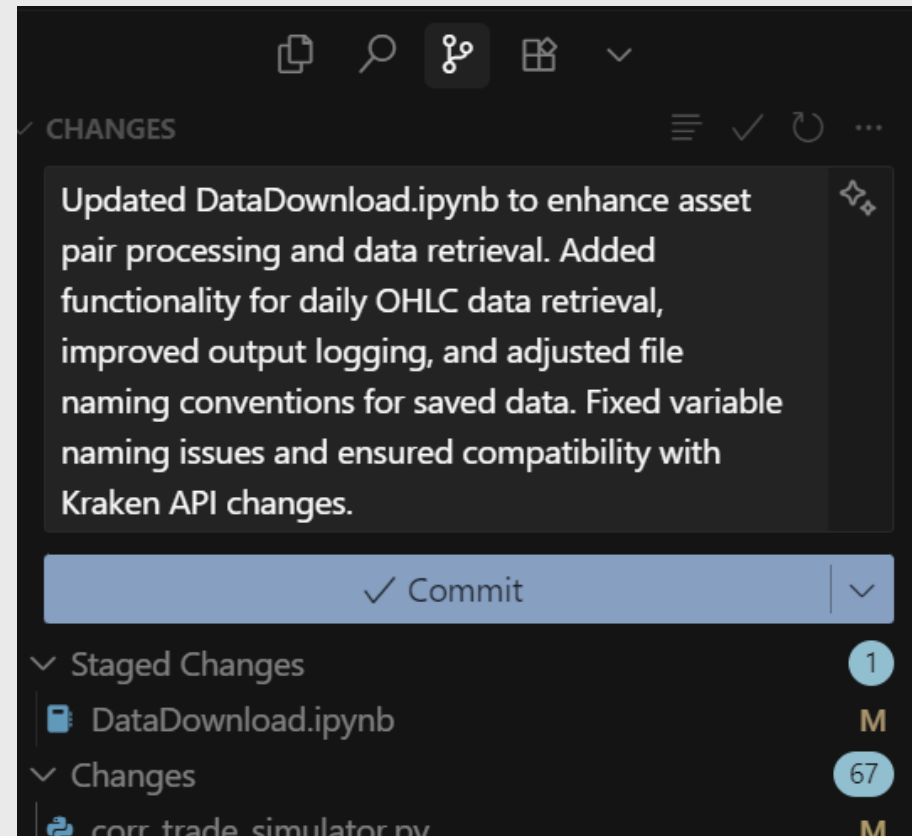 CHANGES
Updated DataDownload.ipynb to enhance asset
pair processing and data retrieval. Added
functionality for daily OHLC data retrieval,
improved output logging, and adjusted file
naming conventions for saved data. Fixed variable
naming issues and ensured compatibility with
Kraken API changes.
Commit
Staged Changes 1
DataDownload.ipynb M
Changes 67
corr_trade_simulator.py M